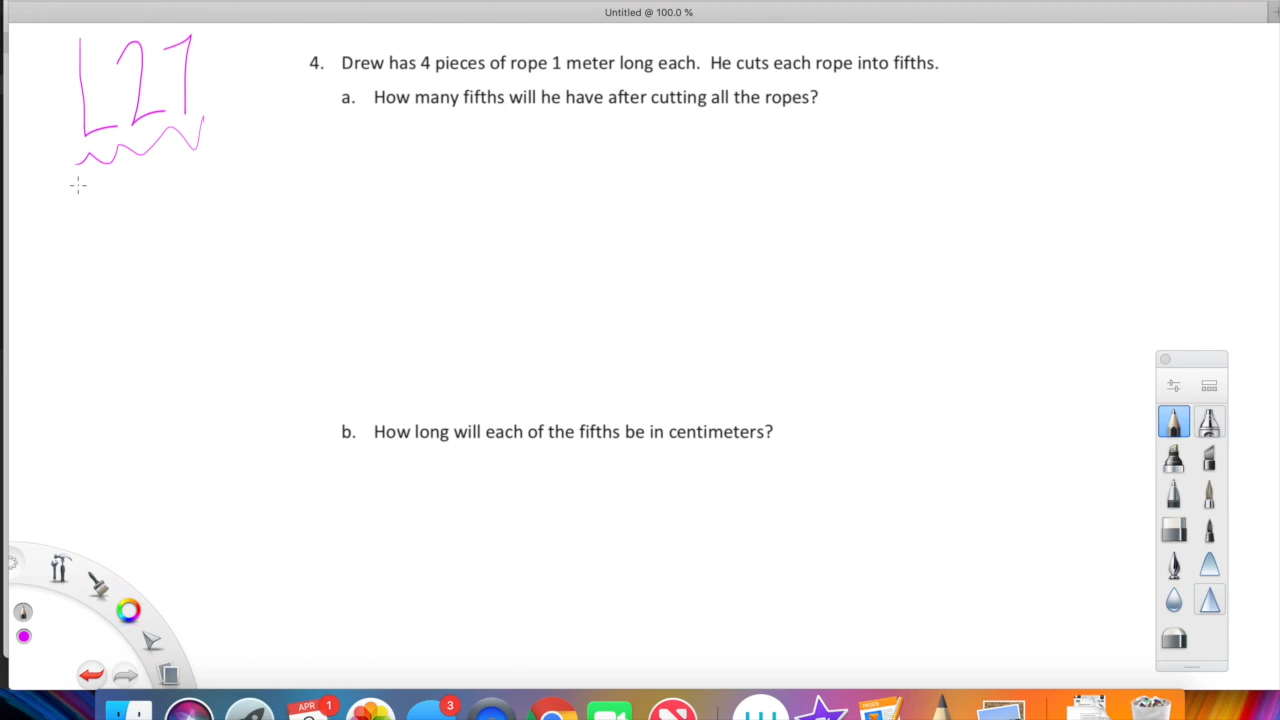 Untitled @ 100.0 %
L27
4. Drew has 4 pieces of rope 1 meter long each. He cuts each rope into fifths.
a. How many fifths will he have after cutting all the ropes?
b. How long will each of the fifths be in centimeters?
APR 1
3
PAGES